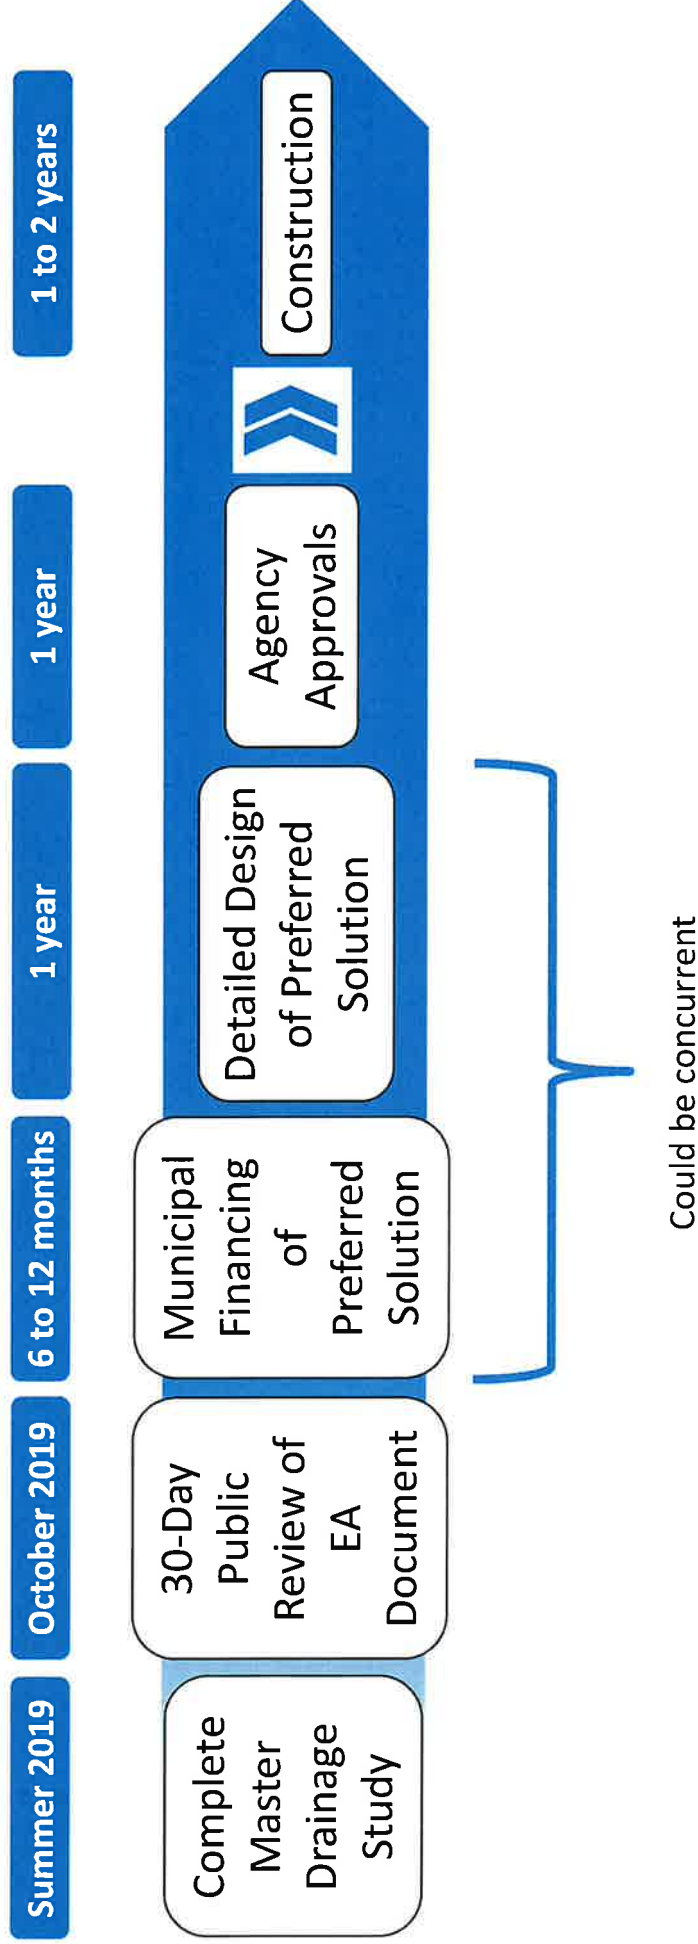 Summer 2019
October 2019
6 to 12 months
1 year
1 year
1 to 2 years
Complete
Master
Drainage
Study
30-Day
Public
Review of
EA
Document
Municipal
Financing
of
Preferred
Solution
Detailed Design
of Preferred
Solution
Agency
Approvals
Construction
Could be concurrent